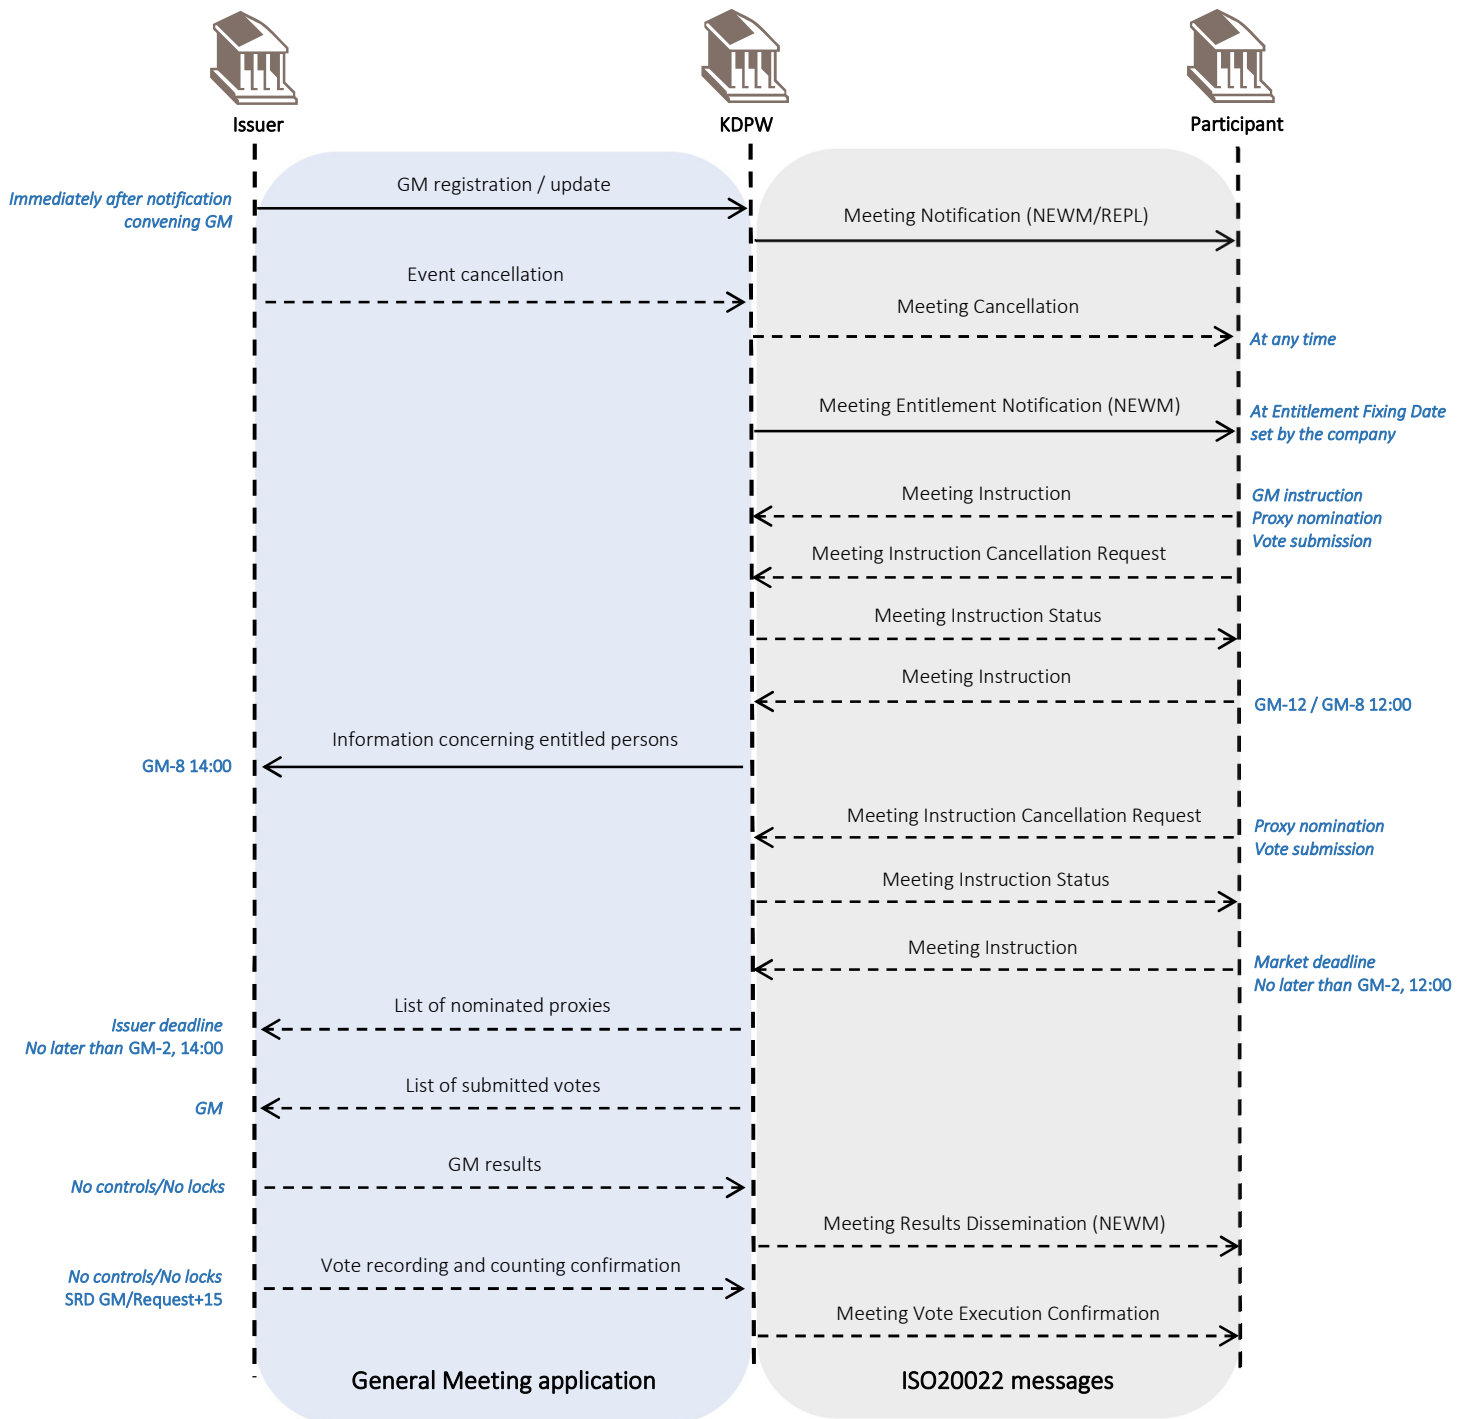 Issuer
KDPW
Participant
GM registration / update
Immediately after notification
convening GM
Meeting Notification (NEWM/REPL)
Event cancellation
Meeting Cancellation
At any time
Meeting Entitlement Notification (NEWM)
At Entitlement Fixing Date
set by the company
Meeting Instruction
GM instruction
Proxy nomination
Vote submission
Meeting Instruction Cancellation Request
Meeting Instruction Status
Meeting Instruction
GM-12 / GM-8 12:00
Information concerning entitled persons
GM-8 14:00
Meeting Instruction Cancellation Request
Proxy nomination
Vote submission
Meeting Instruction Status
Meeting Instruction
Market deadline
No later than GM-2, 12:00
List of nominated proxies
Issuer deadline
No later than GM-2, 14:00
List of submitted votes
GM
GM results
No controls/No locks
Meeting Results Dissemination (NEWM)
Vote recording and counting confirmation
No controls/No locks
SRD GM/Request+15
Meeting Vote Execution Confirmation
General Meeting application
ISO20022 messages